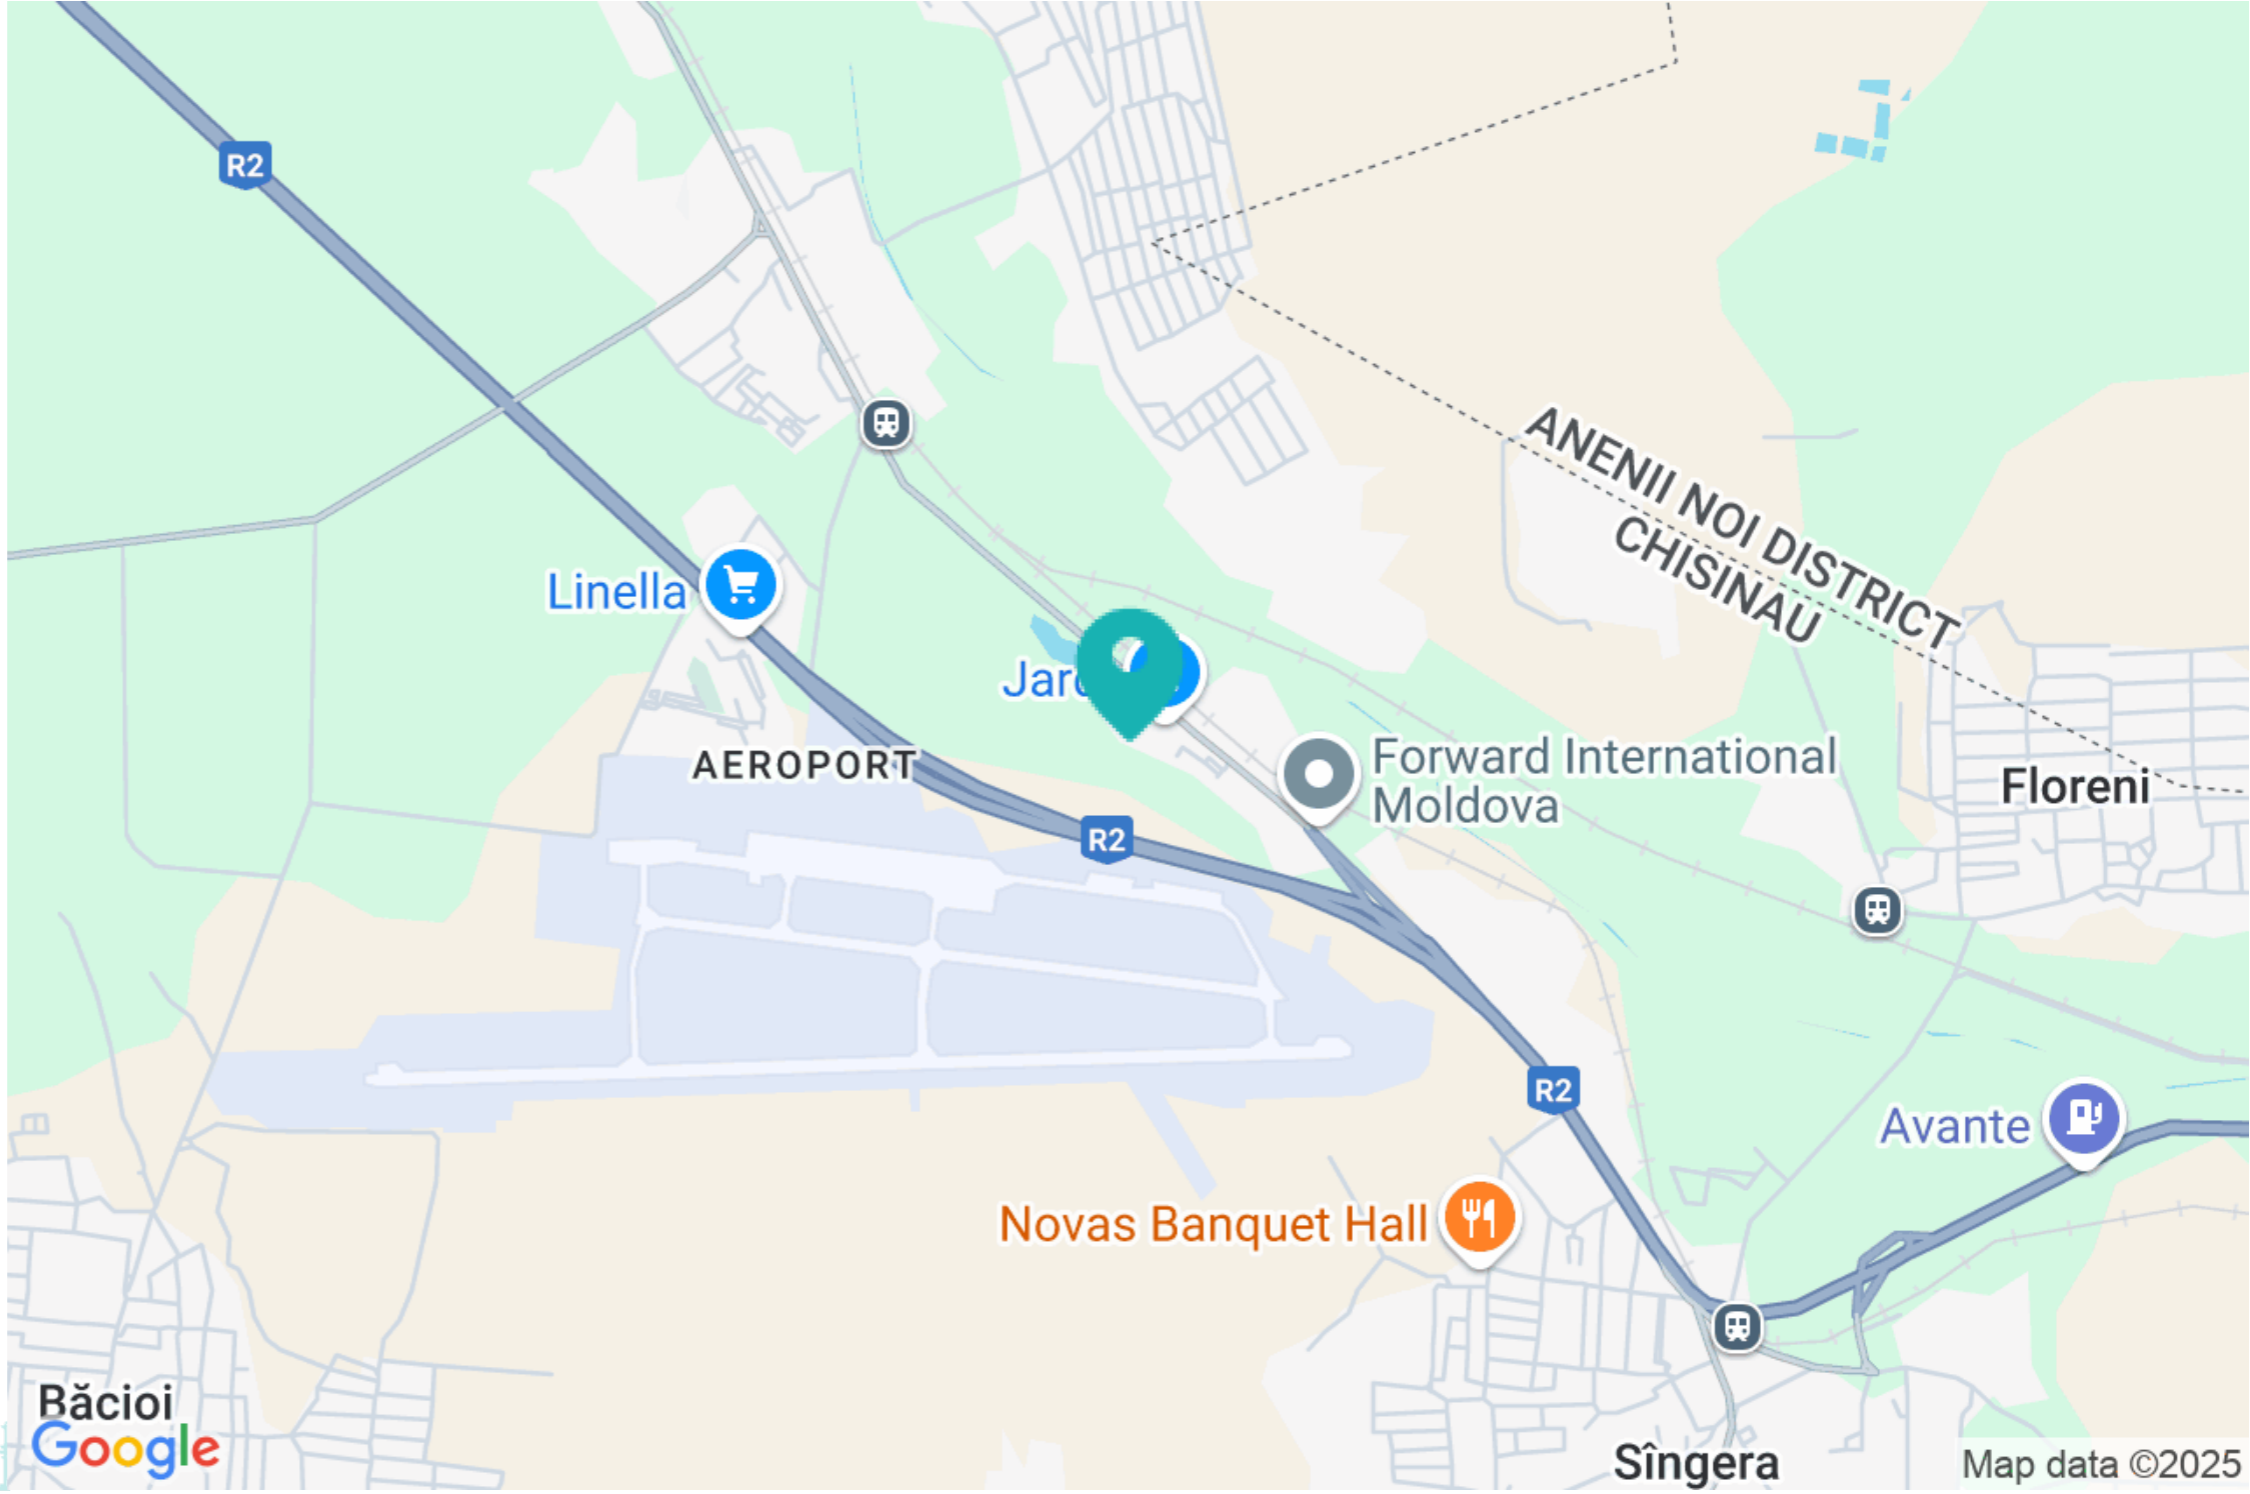 R2
ANENII NOI DISTRICT
CHISINAU
Linella
AEROPORT
Forward International
Moldova
Floreni
R2
R2
Avante
Novas Banquet Hall
Băcioi
Google
Sîngera
Map data ©2025